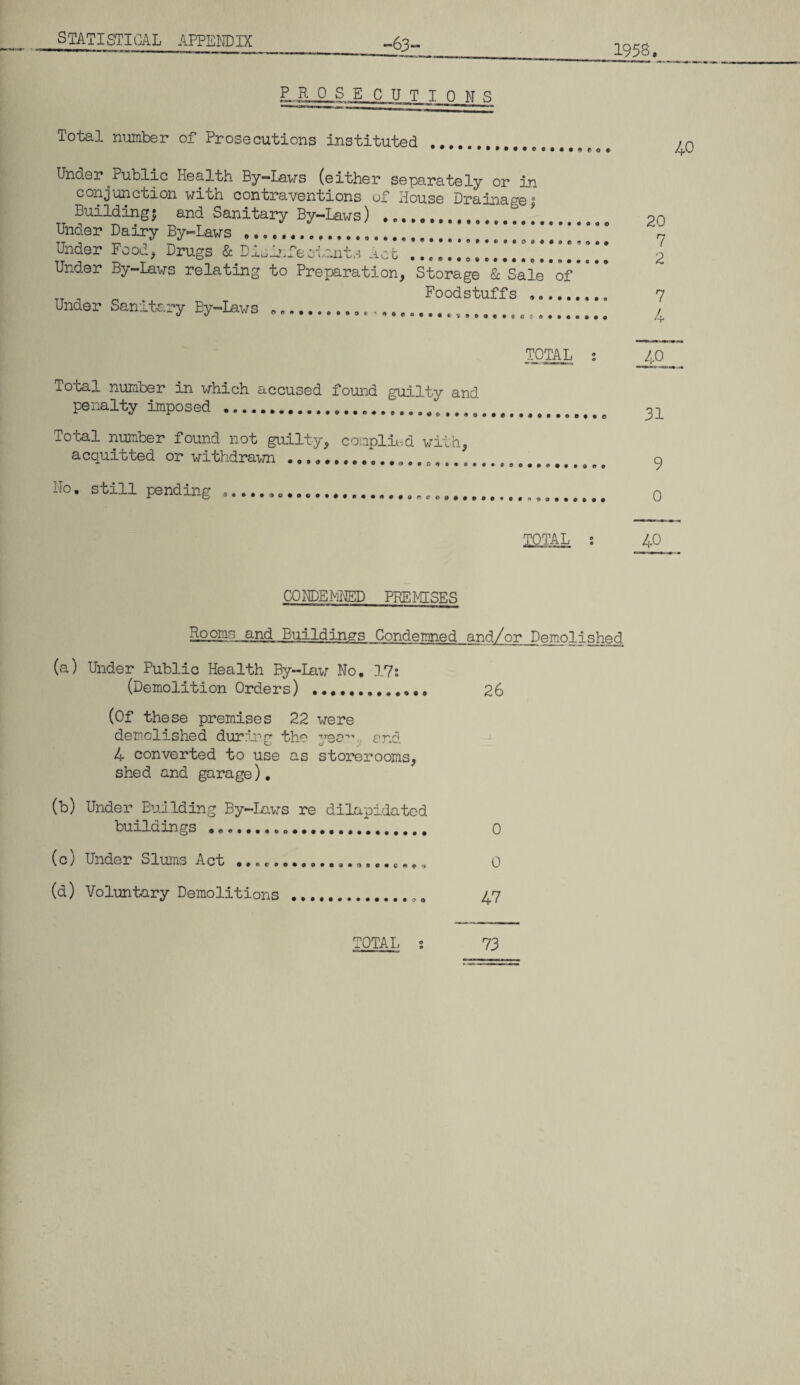 STATISTICAL APPENDIX -63- 1958.
PROSECUTIONS
Total number of Prosecutions instituted ........................ 40
Under Public Health By-Laws (either separately or in
conjunction with contraventions of House Drainage;
Building; and Sanitary By-Laws) ........................ 20
Under Dairy By-Laws ........................ 7
Under Food, Drugs & Disinfectants Act ........................ 2
Under By-Laws relating to Preparation, Storage & Sale of
Foodstuffs ......... 7
Under Sanitary By-Laws ........................ 4
TOTAL : 40
Total number in which accused found guilty and
penalty imposed ........................ 31
Total number found not guilty, complied with,
acquitted or withdrawn ........................ 9
No. still pending ........................ 0
TOTAL : 40
CONDEMNED PREMISES
Rooms and Buildings Condemned and/or Demolished
(a) Under Public Health By-Law No. 17:
(Demolition Orders) .............. 26
(Of these premises 22 were
demolished during the year, and
4 converted to use as storerooms,
shed and garage).
(b) Under Building By-Laws re dilapidated
buildings ........................ 0
(c) Under Slums Act ........................ 0
(d) Voluntary Demolitions ................. 47
TOTAL : 73